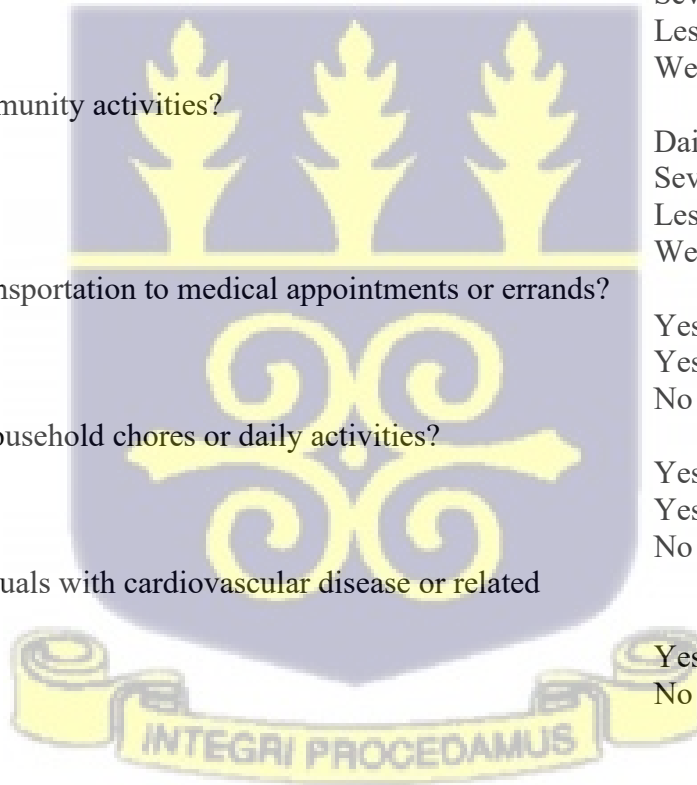 Sev
Les
We
munity activities?
Dai
Sev
Les
We
nsportation to medical appointments or errands?
Yes
Yes
No
ousehold chores or daily activities?
Yes
Yes
No
uals with cardiovascular disease or related
Yes
No
INTEGRI PROCEDAMUS